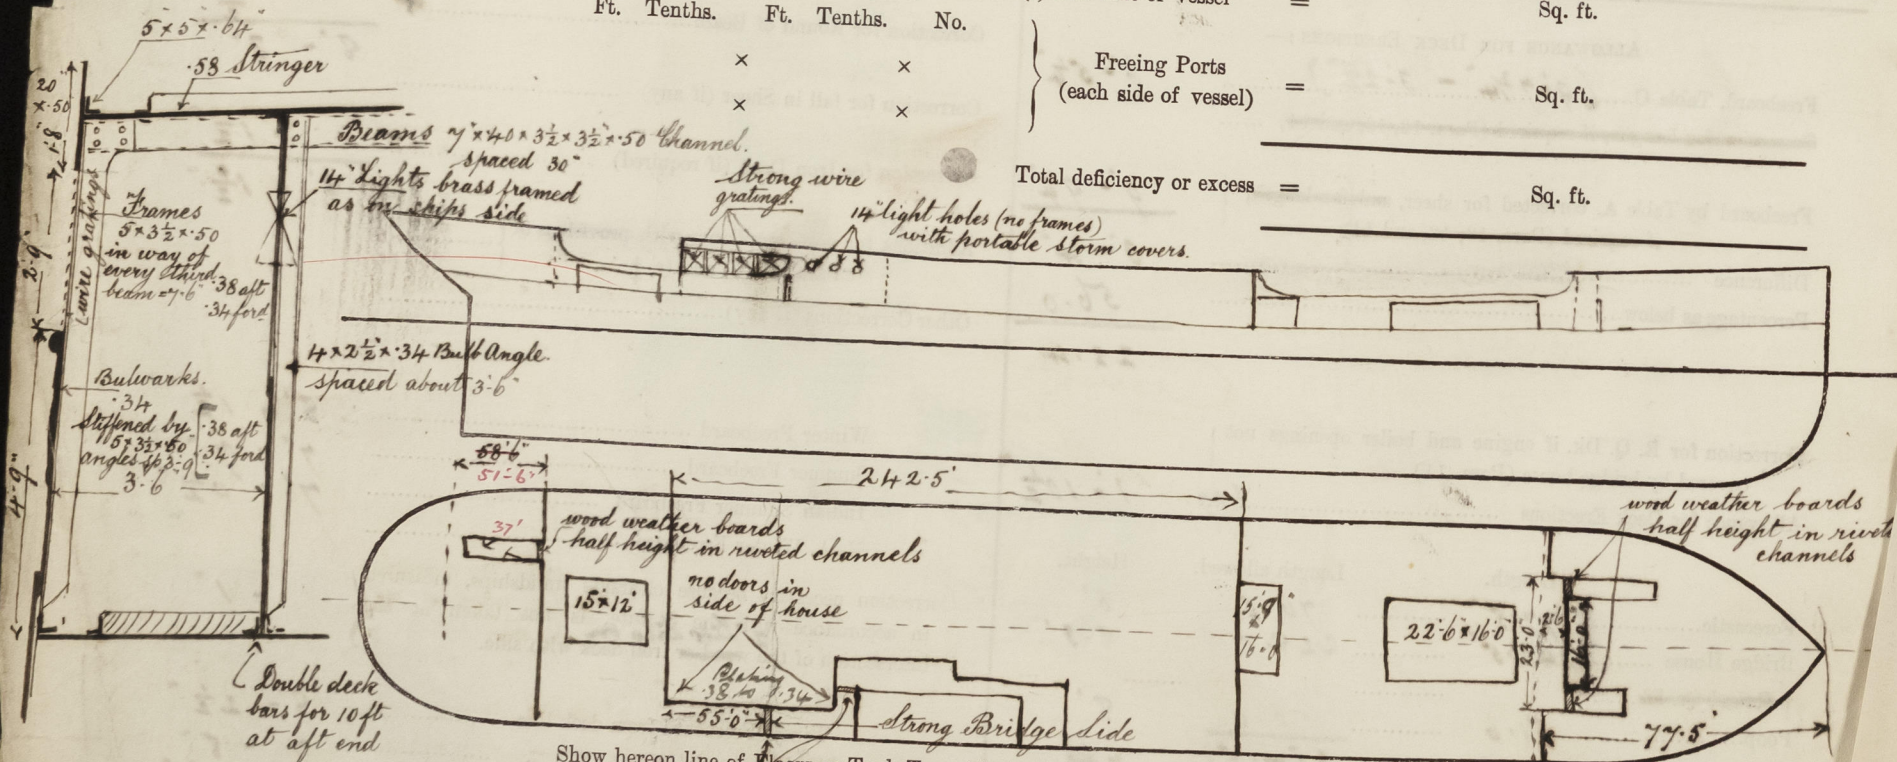 Ft. Tenths. Ft. Tenths. No.
× ×
× ×
= Sq. ft.
Freeing Ports
(each side of vessel) = Sq. ft.
Total deficiency or excess = Sq. ft.
5 × 5 × .64
.58 Stringer
20
× .50
Beams 7" × .40 × 3½ × 3½ × .50 Channel.
spaced 30"
14" Lights brass framed
as on ships side
Strong wire
gratings.
14" light holes (no frames)
with portable storm covers.
wire gratings
Frames
5 × 3½ × .50
in way of
every third
beam = 7.6"
.38 aft
.34 ford
2'.9"
4 × 2½ × .34 Bulb Angle.
spaced about 3'-6"
Bulwarks.
.34
Stiffened by
5 × 3½ × .50
angles sp 3-9
.38 aft
.34 ford
3'-6"
4'.9"
Double deck
bars for 10 ft
at aft end
58'6"
51'-6"
242.5'
37'
wood weather boards
half height in riveted channels
15' × 12'
no doors in
side of house
Plating
.38 to .34
55'.0"
Strong Bridge Side
15'.9"
16'.0
22'.6" × 16'.0"
23'.0
2'.6
16'.0
wood weather boards
half height in
channels
77.5'
Show hereon line of